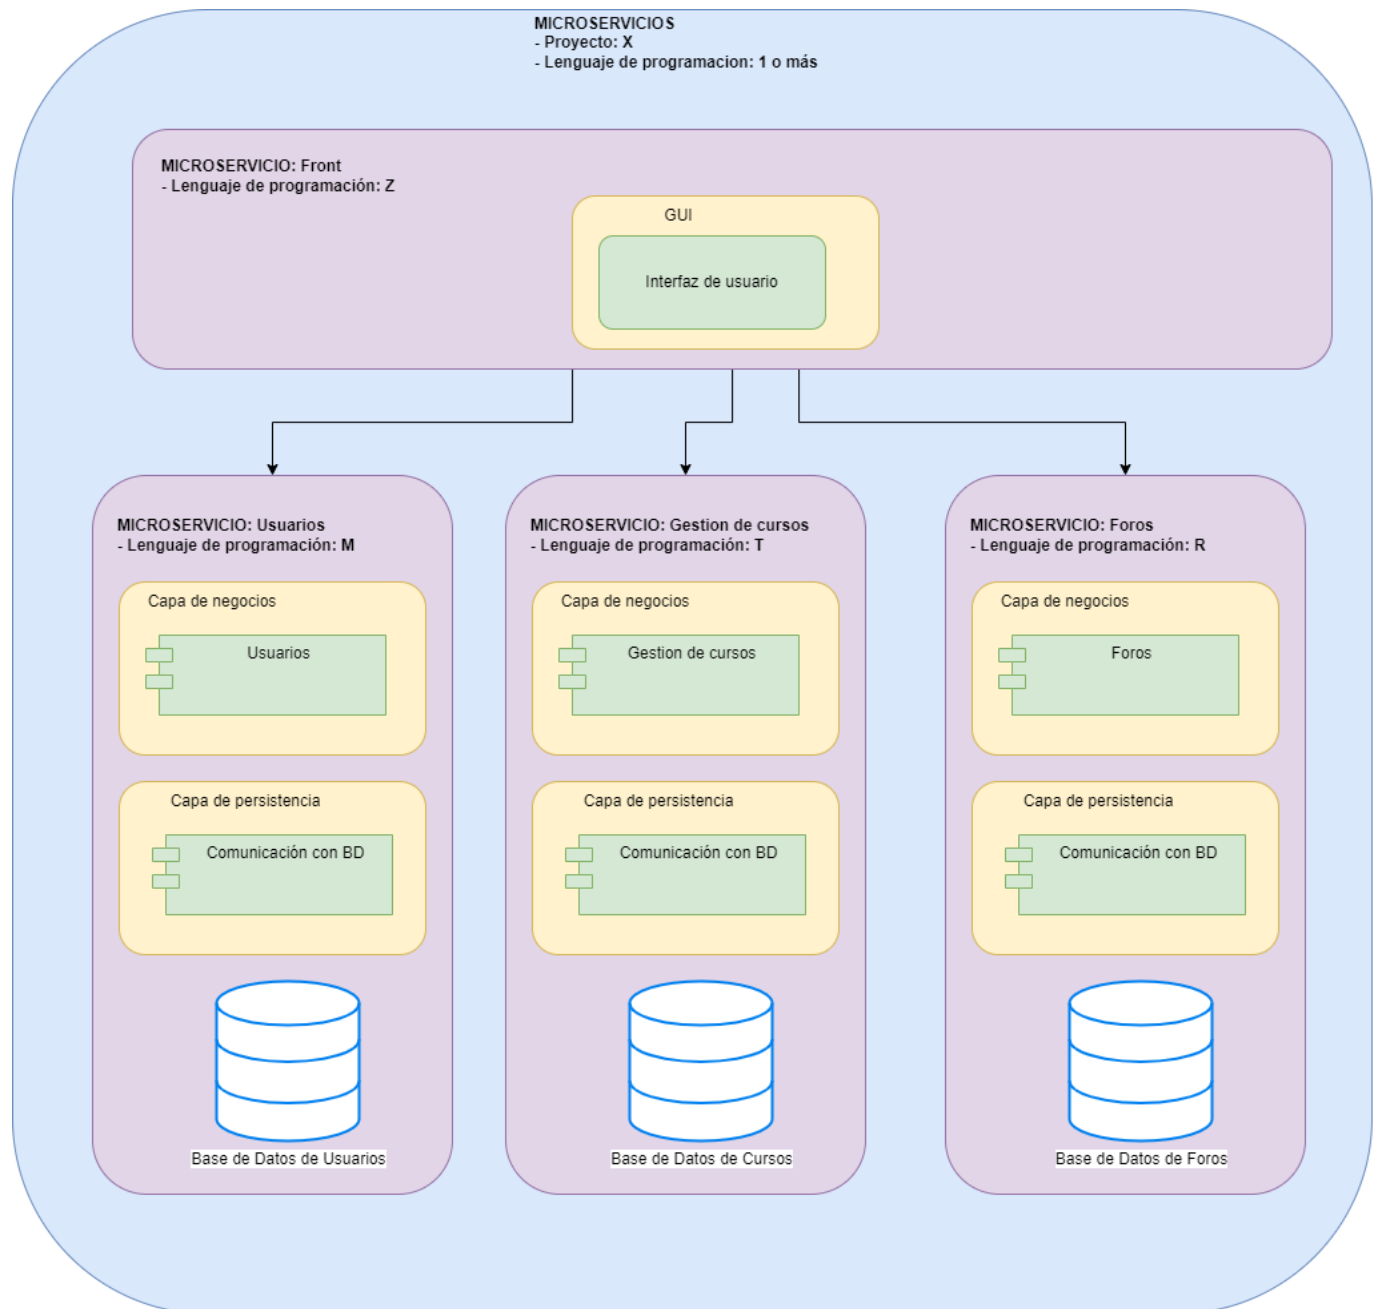 MICROSERVICIOS
- Proyecto: X
- Lenguaje de programacion: 1 o más
MICROSERVICIO: Front
- Lenguaje de programación: Z
GUI
Interfaz de usuario
MICROSERVICIO: Usuarios
- Lenguaje de programación: M
Capa de negocios
Usuarios
Capa de persistencia
Comunicación con BD
Base de Datos de Usuarios
MICROSERVICIO: Gestion de cursos
- Lenguaje de programación: T
Capa de negocios
Gestion de cursos
Capa de persistencia
Comunicación con BD
Base de Datos de Cursos
MICROSERVICIO: Foros
- Lenguaje de programación: R
Capa de negocios
Foros
Capa de persistencia
Comunicación con BD
Base de Datos de Foros